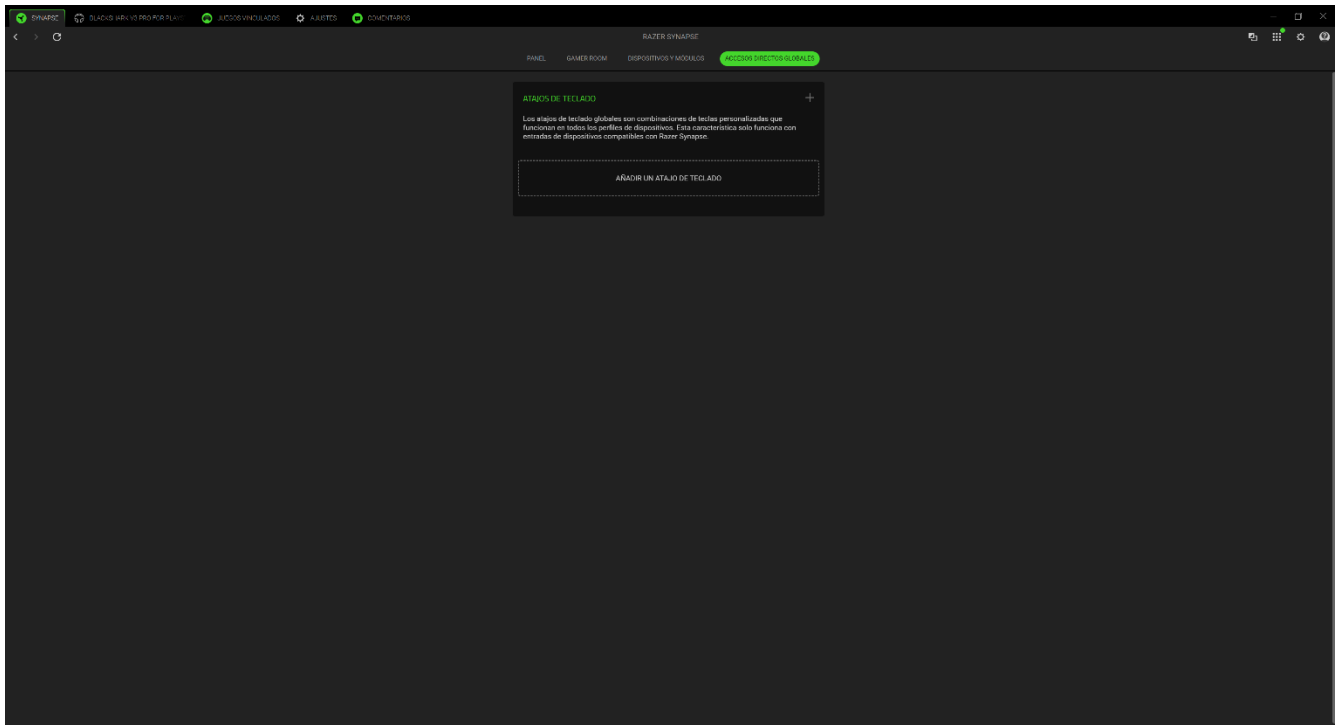 SYNAPSE
BLACKSHARK V3 PRO FOR PLAYS
JUEGOS VINCULADOS
AJUSTES
COMENTARIOS
RAZER SYNAPSE
PANEL
GAMER ROOM
DISPOSITIVOS Y MÓDULOS
ACCESOS DIRECTOS GLOBALES
ATAJOS DE TECLADO
Los atajos de teclado globales son combinaciones de teclas personalizadas que
funcionan en todos los perfiles de dispositivos. Esta característica solo funciona con
entradas de dispositivos compatibles con Razer Synapse.
AÑADIR UN ATAJO DE TECLADO